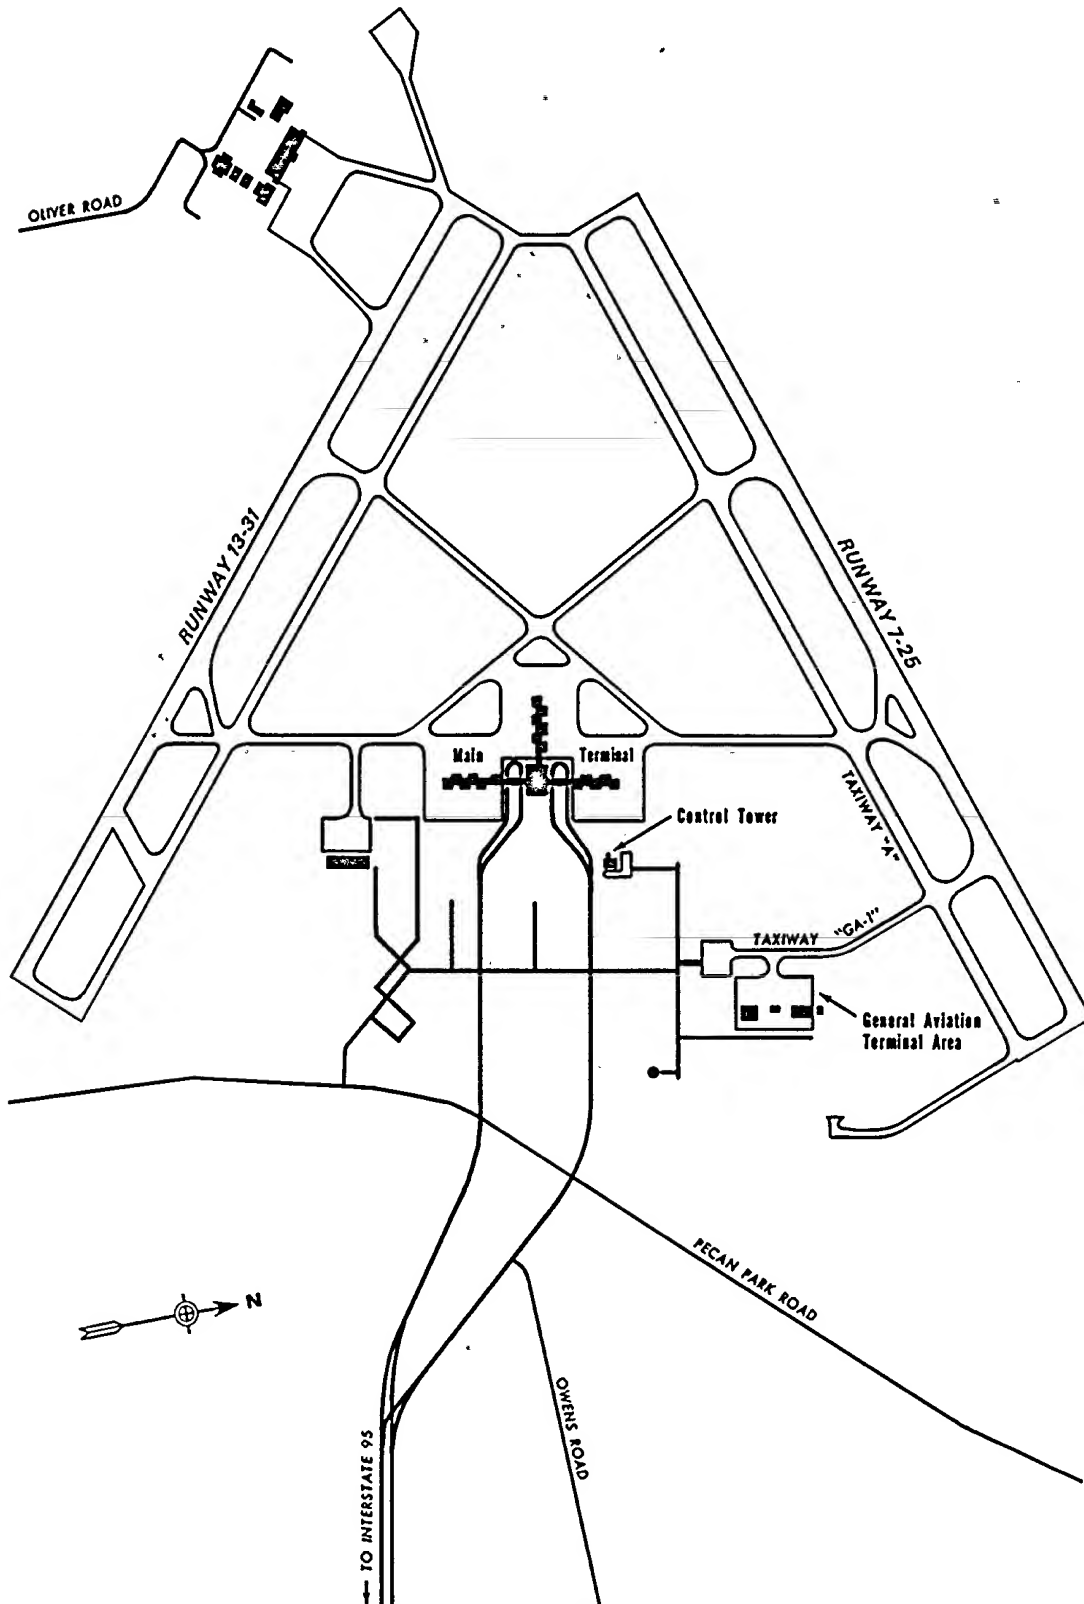 OLIVER ROAD
RUNWAY 13-31
RUNWAY 7-25
Main
Terminal
Control Tower
TAXIWAY "A"
TAXIWAY "GA-1"
General Aviation
Terminal Area
N
PECAN PARK ROAD
OWENS ROAD
TO INTERSTATE 95